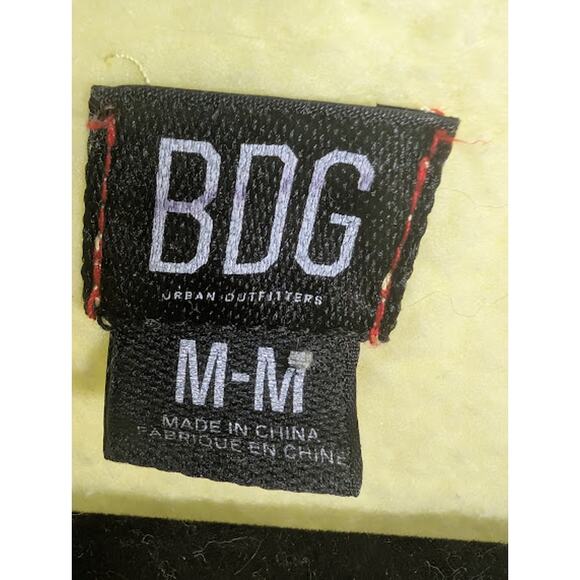 BDG
URBAN OUTFITTERS
M-M
MADE IN CHINA
FABRIQUE EN CHINE